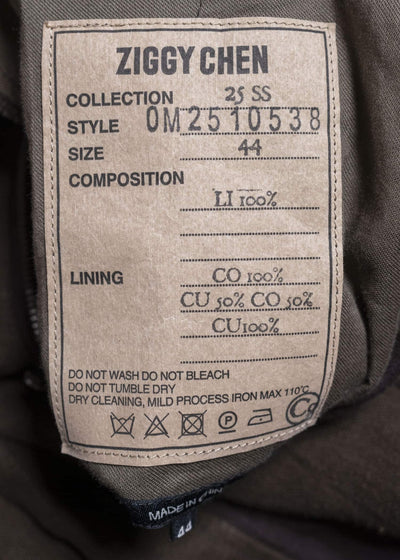 ZIGGY CHEN
COLLECTION 25 SS
STYLE 0M2510538
SIZE 44
COMPOSITION
LI 100%
LINING CO 100%
CU 50% CO 50%
CU100%
DO NOT WASH DO NOT BLEACH
DO NOT TUMBLE DRY
DRY CLEANING, MILD PROCESS IRON MAX 110°C
P
MADE IN
44